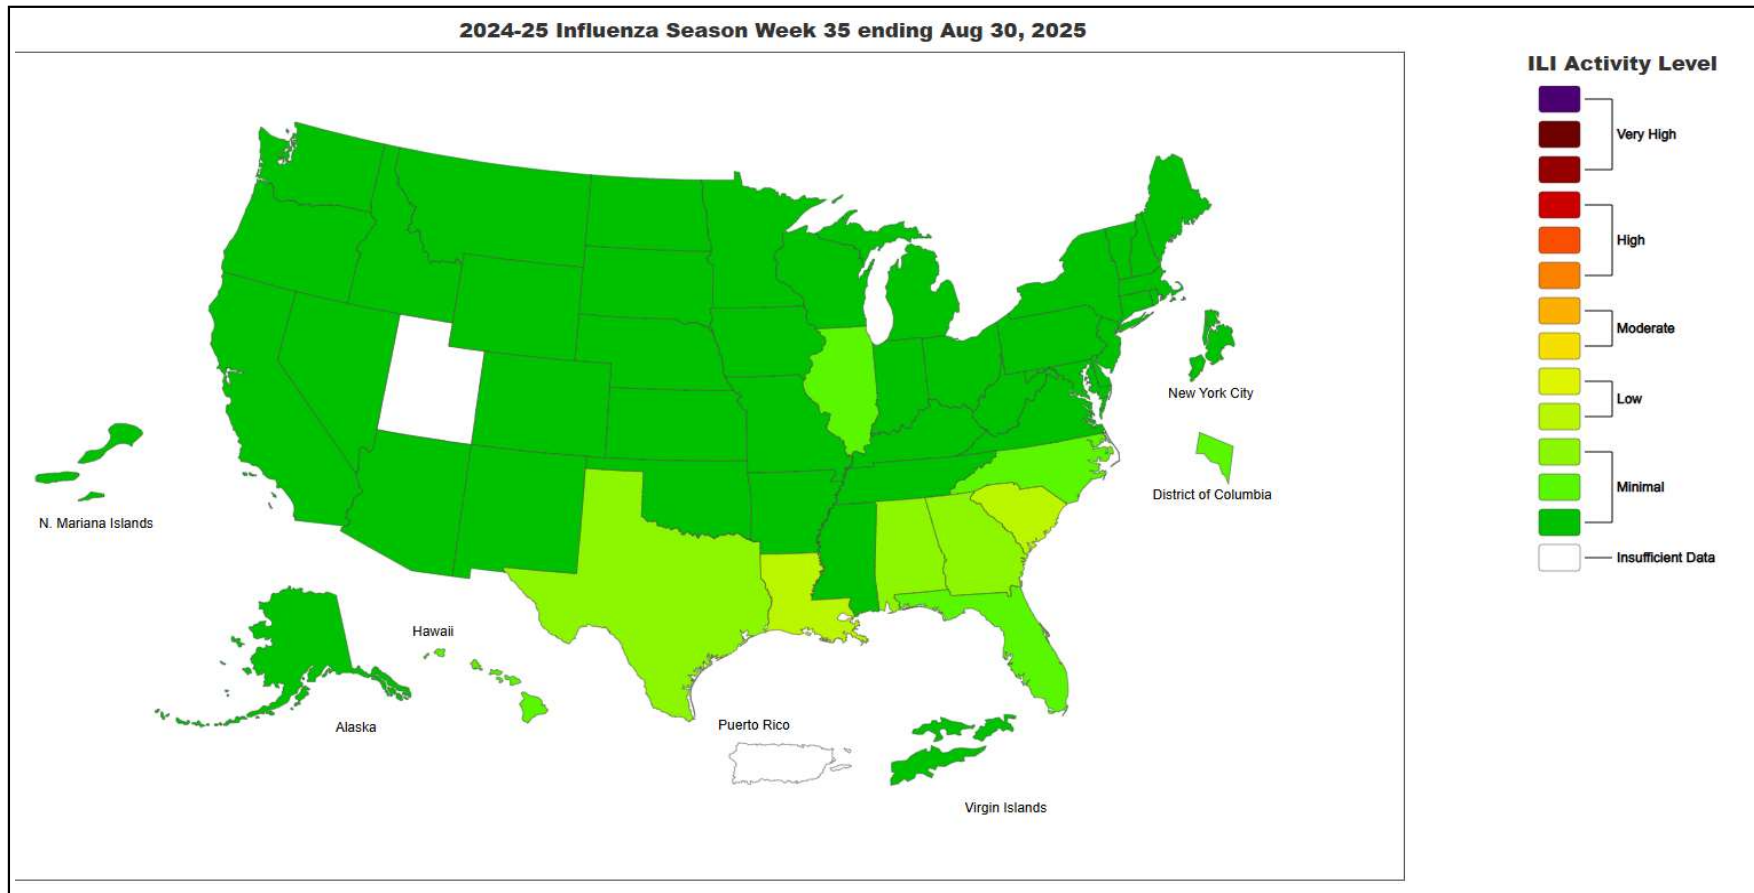 2024-25 Influenza Season Week 35 ending Aug 30, 2025
ILI Activity Level
Very High
High
Moderate
Low
Minimal
Insufficient Data
New York City
District of Columbia
N. Mariana Islands
Hawaii
Alaska
Puerto Rico
Virgin Islands